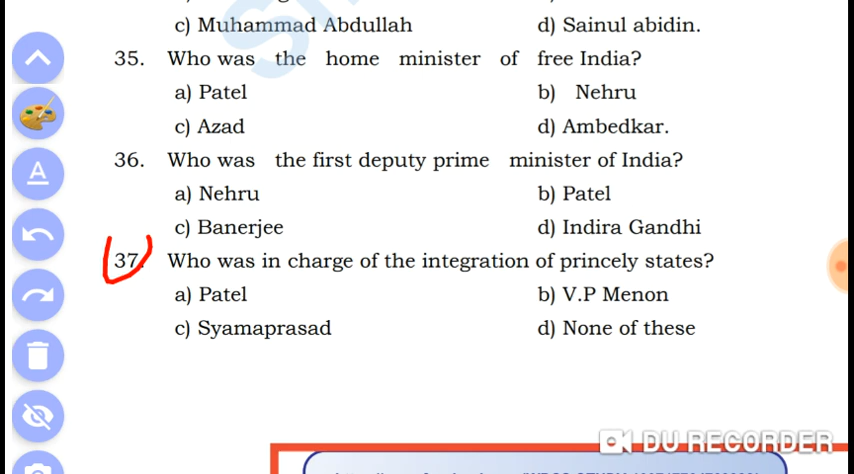 c) Muhammad Abdullah d) Sainul abidin.
35. Who was the home minister of free India?
a) Patel b) Nehru
c) Azad d) Ambedkar.
36. Who was the first deputy prime minister of India?
a) Nehru b) Patel
c) Banerjee d) Indira Gandhi
37. Who was in charge of the integration of princely states?
a) Patel b) V.P Menon
c) Syamaprasad d) None of these
A
DU RECORDER